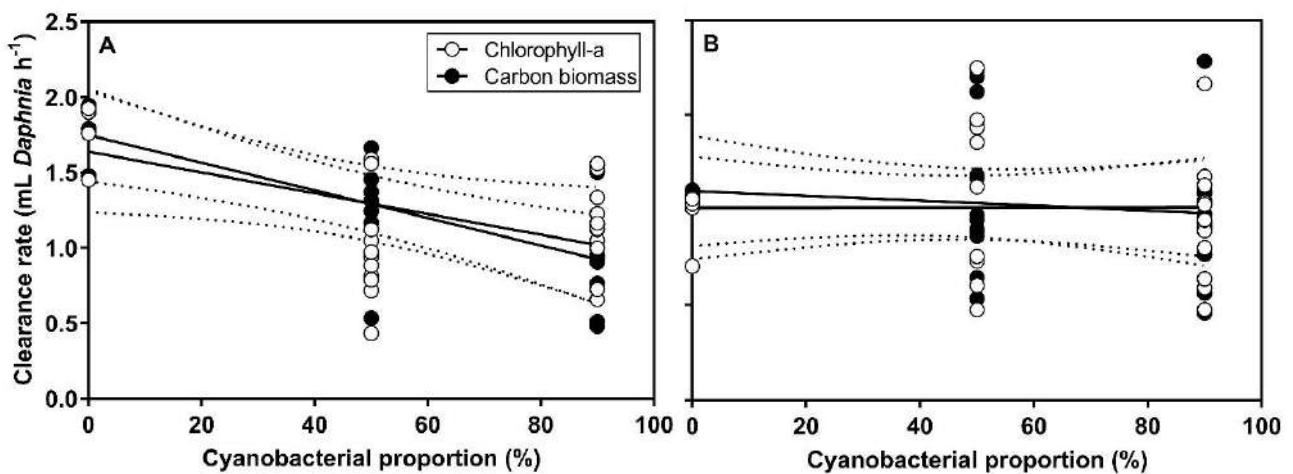 A
Chlorophyll-a
Carbon biomass
Clearance rate (mL Daphnia h⁻¹)
2.5
2.0
1.5
1.0
0.5
0.0
0 20 40 60 80 100
Cyanobacterial proportion (%)
B
0 20 40 60 80 100
Cyanobacterial proportion (%)